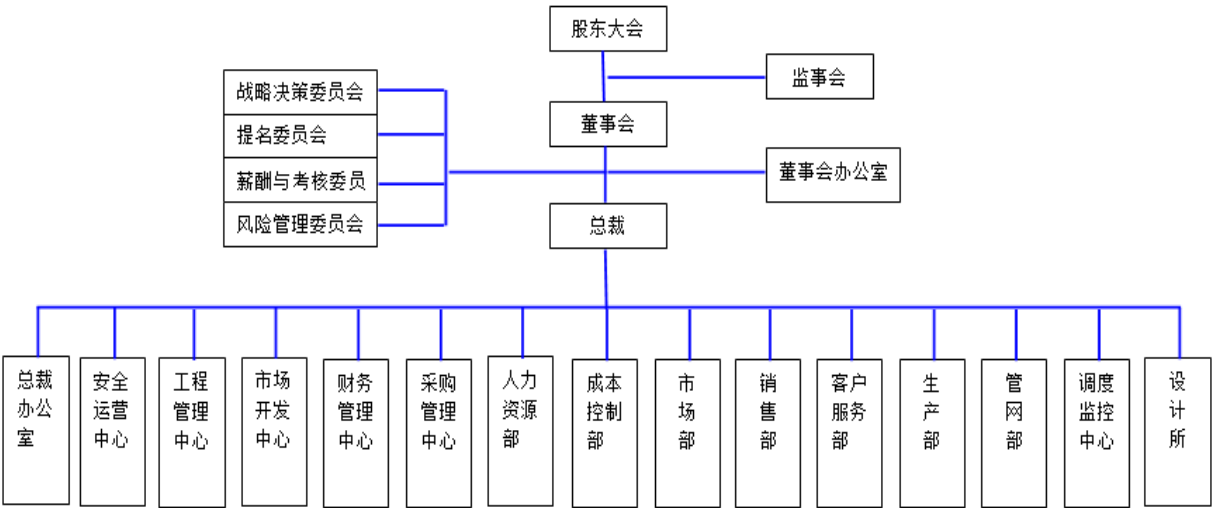 股东大会
监事会
战略决策委员会
提名委员会
薪酬与考核委员
风险管理委员会
董事会
董事会办公室
总裁
总裁
办公
室
安全
运营
中心
工程
管理
中心
市场
开发
中心
财务
管理
中心
采购
管理
中心
人力
资源
部
成本
控制
部
市
场
部
销
售
部
客户
服务
部
生
产
部
管
网
部
调度
监控
中心
设
计
所